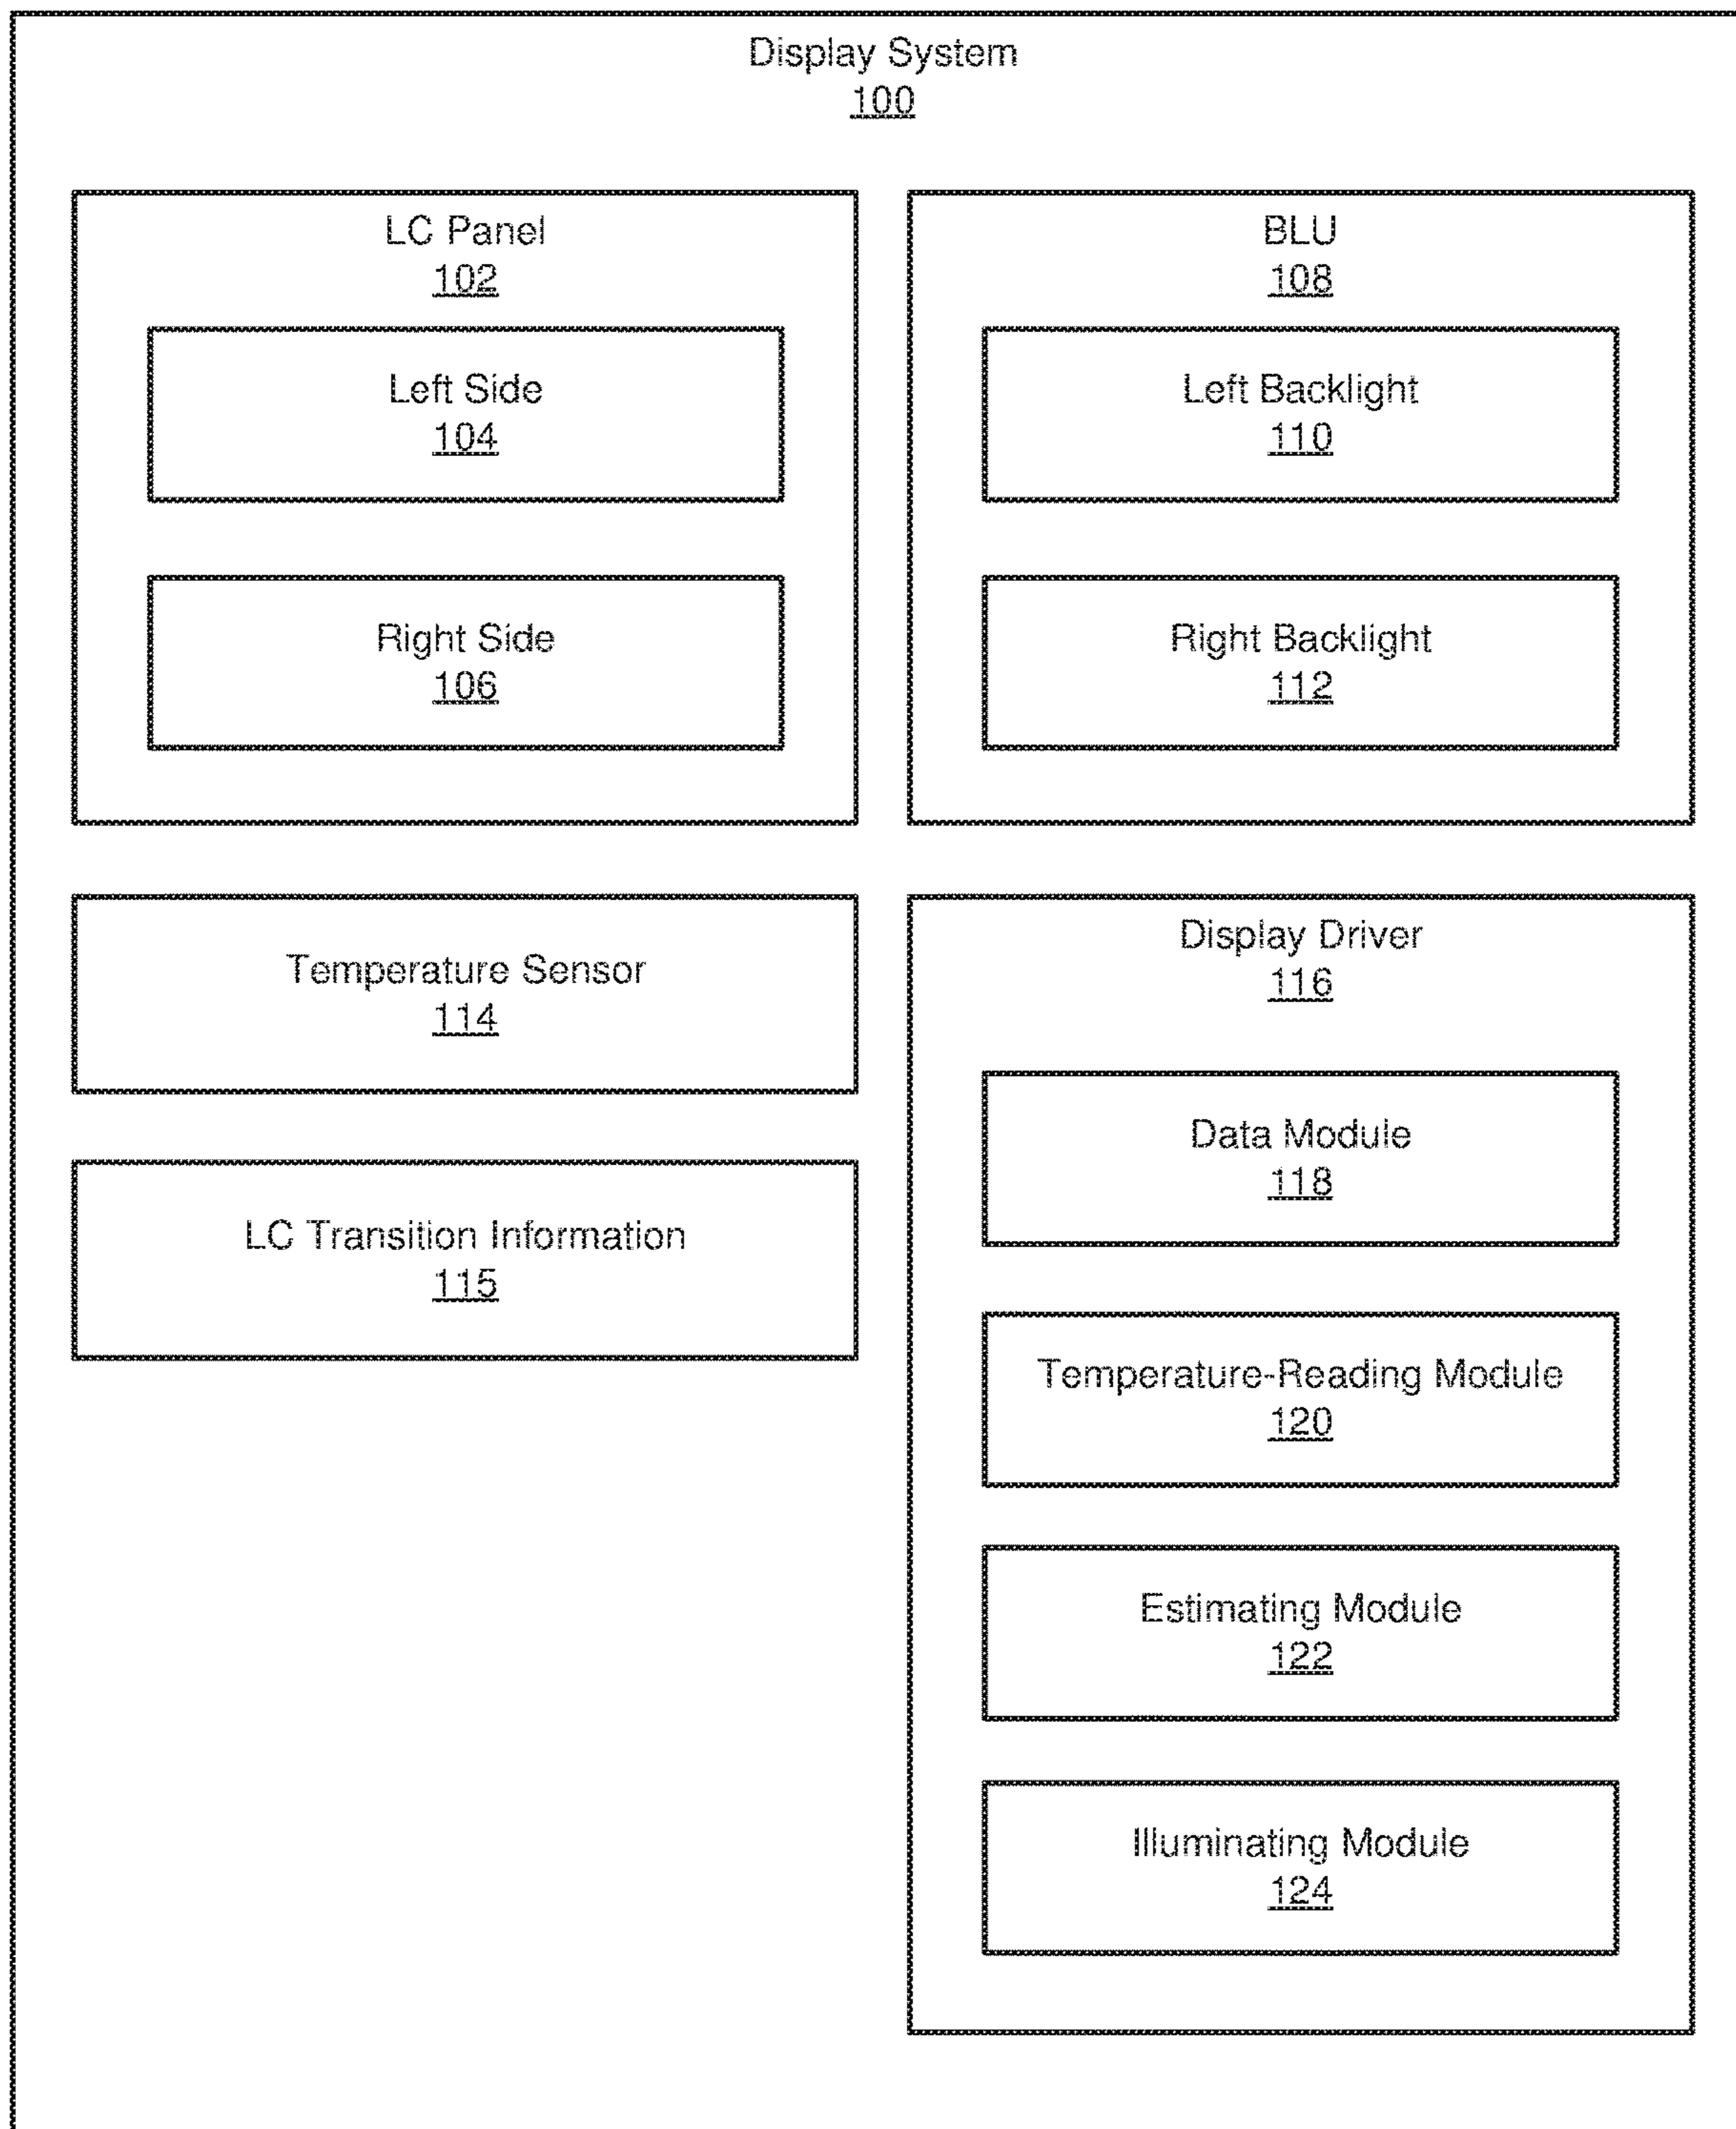 Display System
100
LC Panel
102
Left Side
104
Right Side
106
BLU
108
Left Backlight
110
Right Backlight
112
Temperature Sensor
114
LC Transition Information
115
Display Driver
116
Data Module
118
Temperature-Reading Module
120
Estimating Module
122
Illuminating Module
124